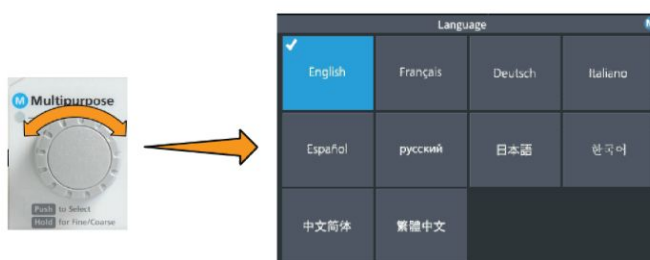 Language
M
M Multipurpose
English
Français
Deutsch
Italiano
Español
русский
日本語
한국어
Push to Select
Hold for Fine/Coarse
中文简体
繁體中文